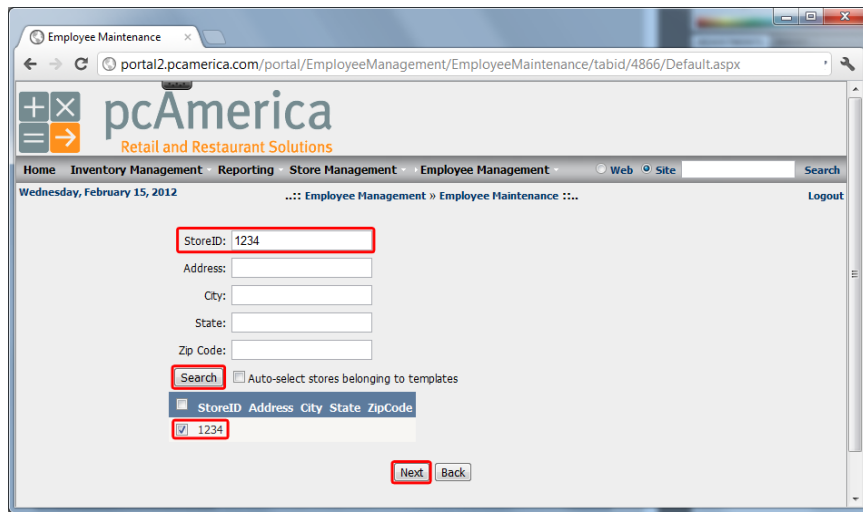 Employee Maintenance
portal2.pcamerica.com/portal/EmployeeManagement/EmployeeMaintenance/tabid/4866/Default.aspx
pcAmerica
Retail and Restaurant Solutions
Home Inventory Management Reporting Store Management Employee Management Web Site Search
Wednesday, February 15, 2012 ..:: Employee Management » Employee Maintenance ::.. Logout
StoreID: 1234
Address:
City:
State:
Zip Code:
Search Auto-select stores belonging to templates
StoreID Address City State ZipCode
1234
Next Back